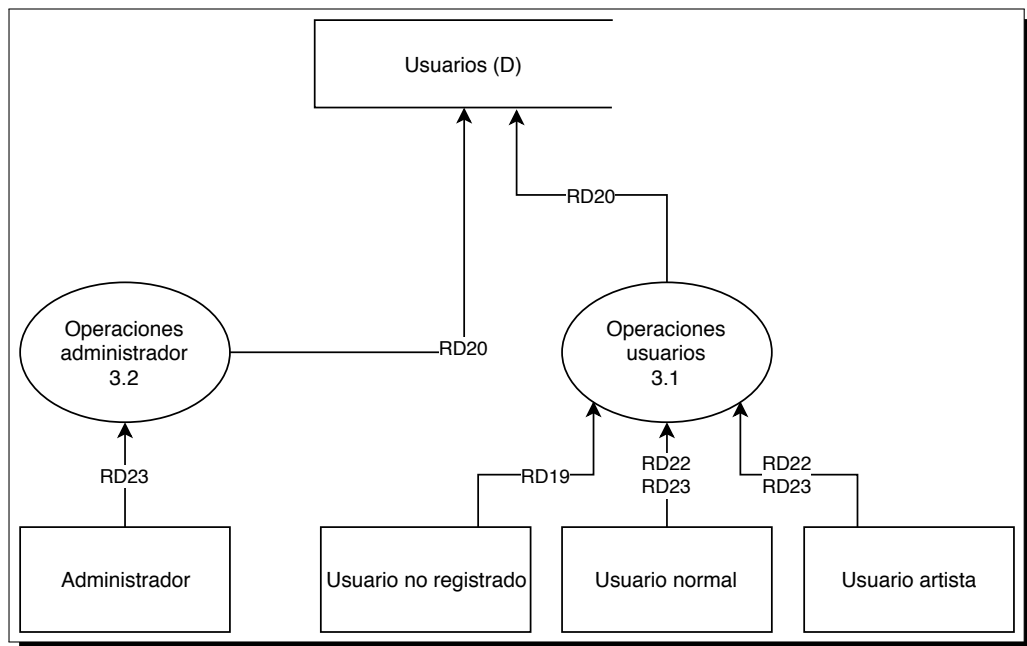 Usuarios (D)
RD20
Operaciones
administrador
3.2
RD20
Operaciones
usuarios
3.1
RD23
RD19
RD22
RD23
RD22
RD23
Administrador
Usuario no registrado
Usuario normal
Usuario artista